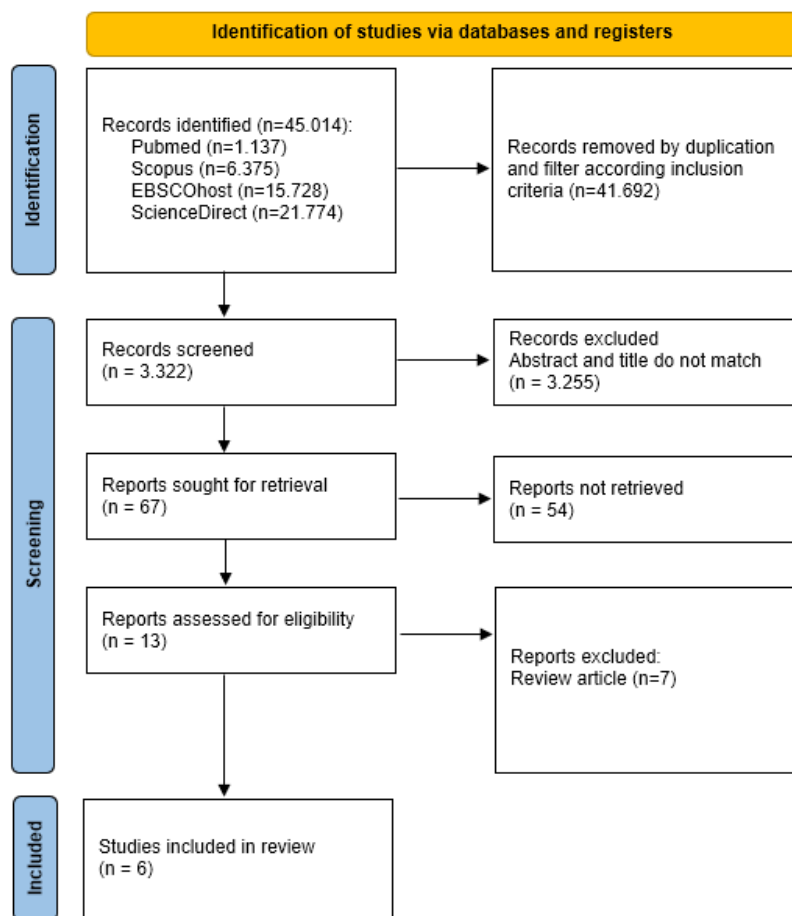 Identification of studies via databases and registers
Identification
Records identified (n=45.014):
Pubmed (n=1.137)
Scopus (n=6.375)
EBSCOhost (n=15.728)
ScienceDirect (n=21.774)
Records removed by duplication
and filter according inclusion
criteria (n=41.692)
Screening
Records screened
(n = 3.322)
Records excluded
Abstract and title do not match
(n = 3.255)
Reports sought for retrieval
(n = 67)
Reports not retrieved
(n = 54)
Reports assessed for eligibility
(n = 13)
Reports excluded:
Review article (n=7)
Included
Studies included in review
(n = 6)